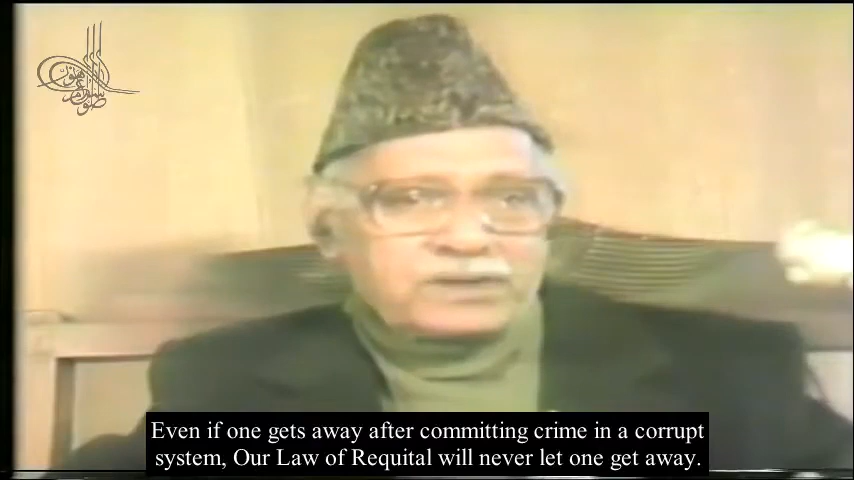 Even if one gets away after committing crime in a corrupt
system, Our Law of Requital will never let one get away.